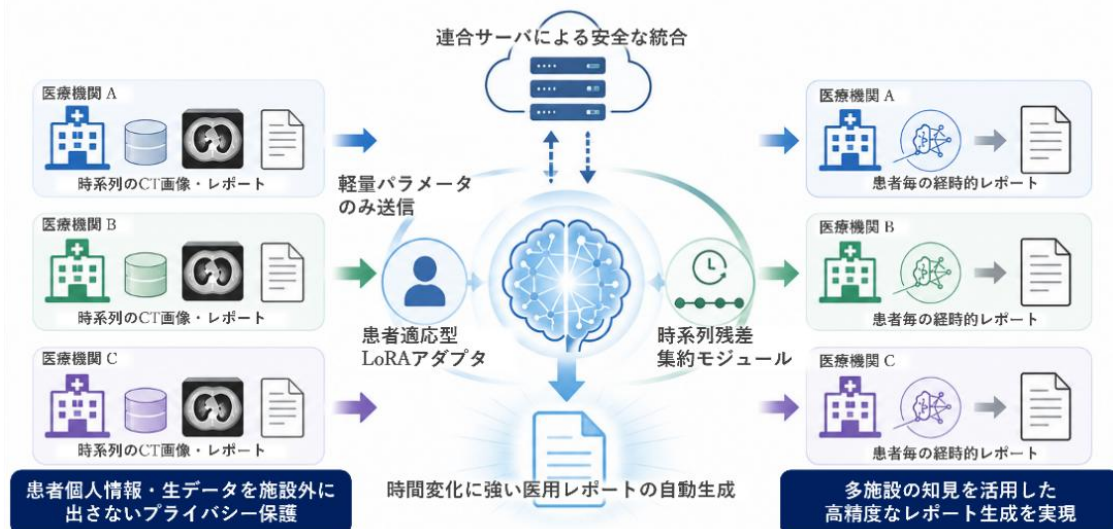 連合サーバによる安全な統合
医療機関 A
時系列のCT画像・レポート
医療機関 B
時系列のCT画像・レポート
医療機関 C
時系列のCT画像・レポート
患者個人情報・生データを施設外に
出さないプライバシー保護
軽量パラメータ
のみ送信
患者適応型
LoRAアダプタ
時系列残差
集約モジュール
時間変化に強い医用レポートの自動生成
医療機関 A
患者毎の経時的レポート
医療機関 B
患者毎の経時的レポート
医療機関 C
患者毎の経時的レポート
多施設の知見を活用した
高精度なレポート生成を実現